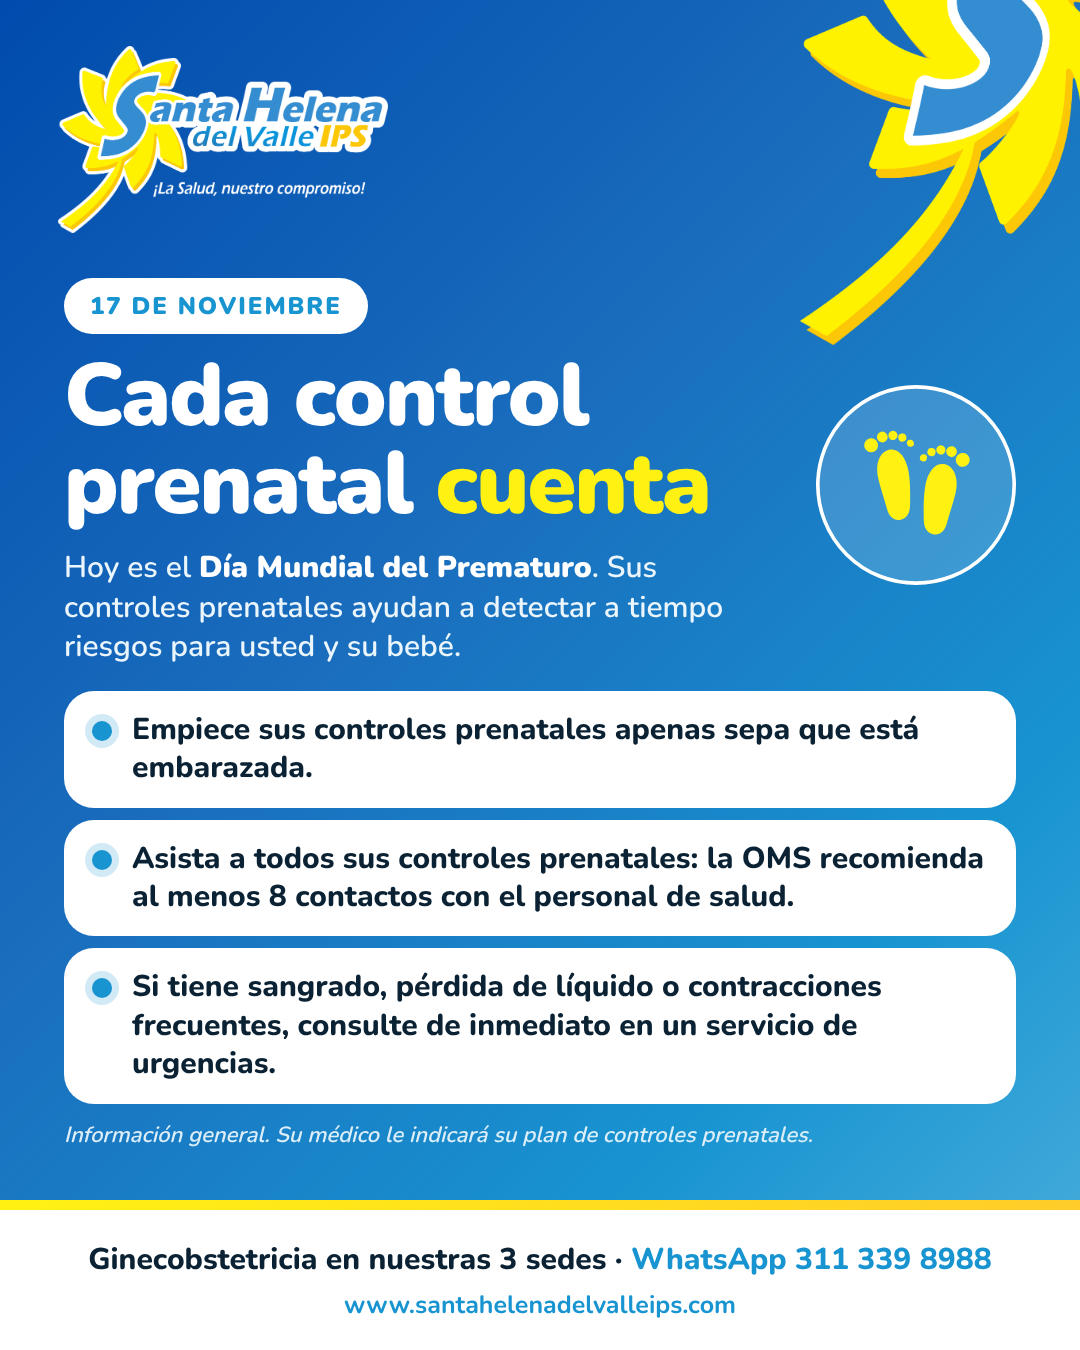 Santa Helena
del Valle IPS
¡La Salud, nuestro compromiso!
17 DE NOVIEMBRE
Cada control
prenatal cuenta
Hoy es el Día Mundial del Prematuro. Sus
controles prenatales ayudan a detectar a tiempo
riesgos para usted y su bebé.
Empiece sus controles prenatales apenas sepa que está
embarazada.
Asista a todos sus controles prenatales: la OMS recomienda
al menos 8 contactos con el personal de salud.
Si tiene sangrado, pérdida de líquido o contracciones
frecuentes, consulte de inmediato en un servicio de
urgencias.
Información general. Su médico le indicará su plan de controles prenatales.
Ginecobstetricia en nuestras 3 sedes · WhatsApp 311 339 8988
www.santahelenadelvalleips.com